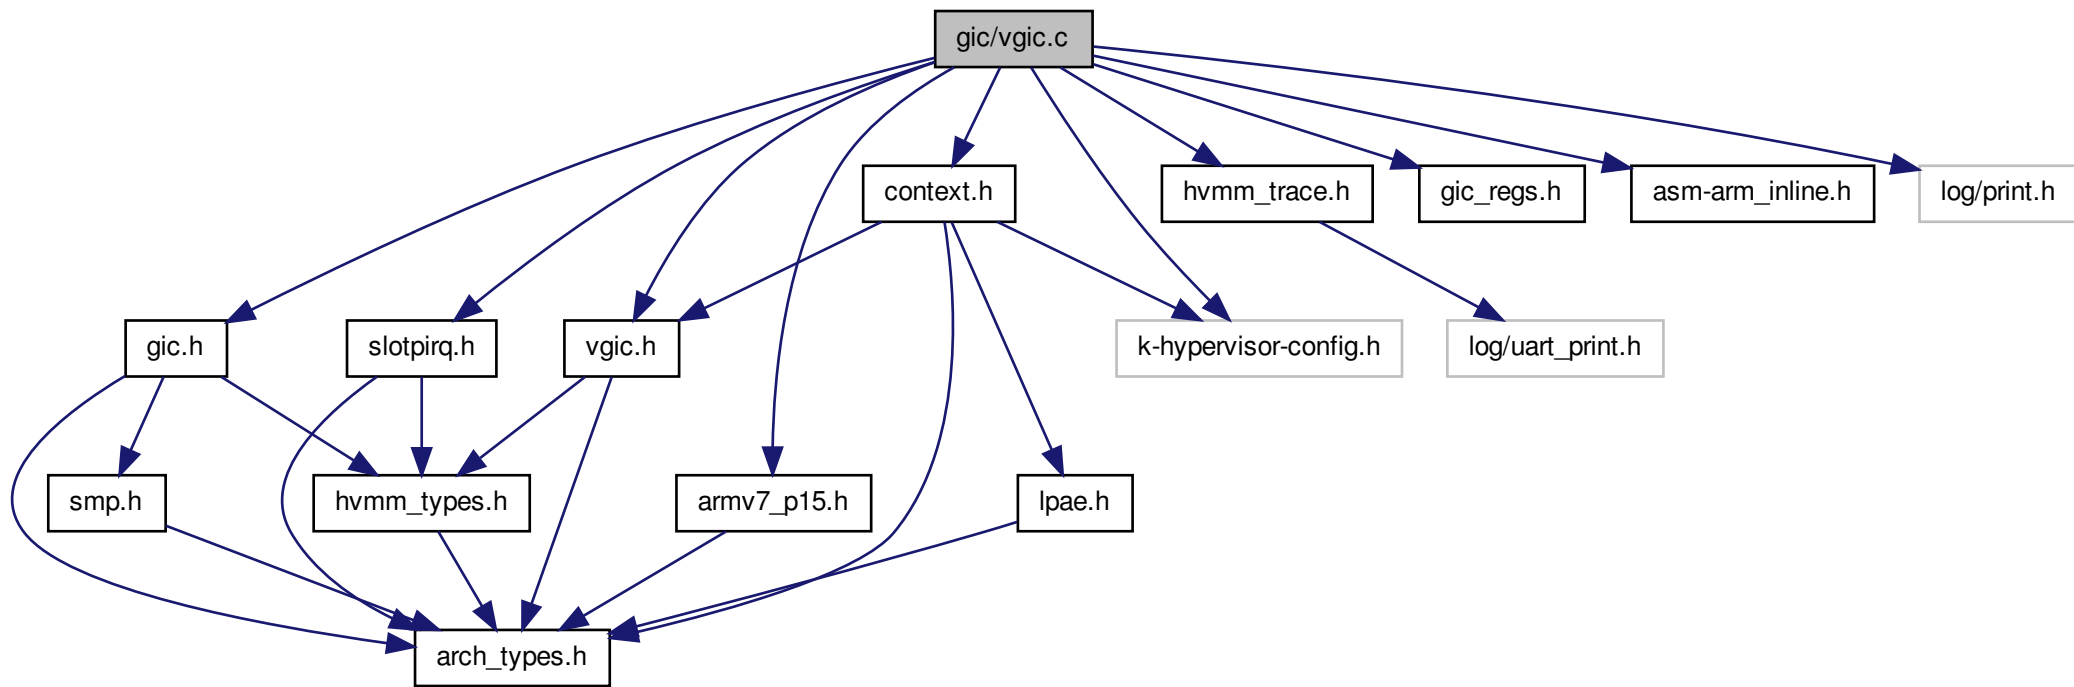 gic/vgic.c
context.h
hvmm_trace.h
gic_regs.h
asm-arm_inline.h
log/print.h
gic.h
slotpirq.h
vgic.h
k-hypervisor-config.h
log/uart_print.h
smp.h
hvmm_types.h
armv7_p15.h
lpae.h
arch_types.h